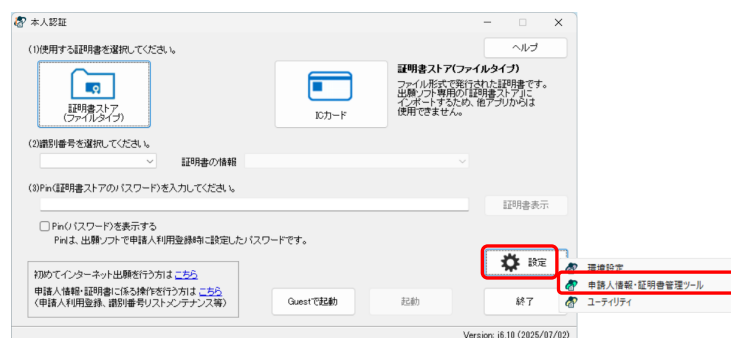 本人認証
(1)使用する証明書を選択してください。
ヘルプ
証明書ストア
(ファイルタイプ)
ICカード
証明書ストア(ファイルタイプ)
ファイル形式で発行された証明書です。
出願ソフト専用の「証明書ストア」に
インポートするため、他アプリからは
使用できません。
(2)識別番号を選択してください。
証明書の情報
(3)Pin(証明書ストアのパスワード)を入力してください。
証明書表示
Pin(パスワード)を表示する
Pinは、出願ソフトで申請人利用登録時に設定したパスワードです。
設定
環境設定
申請人情報・証明書管理ツール
ユーティリティ
初めてインターネット出願を行う方は こちら
申請人情報・証明書に係る操作を行う方は こちら
(申請人利用登録、識別番号リストメンテナンス等)
Guestで起動
起動
終了
Version: i6.10 (2025/07/02)